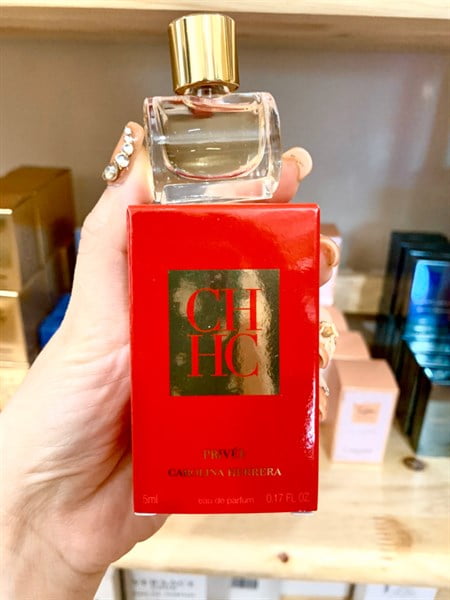 CH
HC
PRIVÉE
CAROLINA HERRERA
5ml eau de parfum 0.17 FL OZ